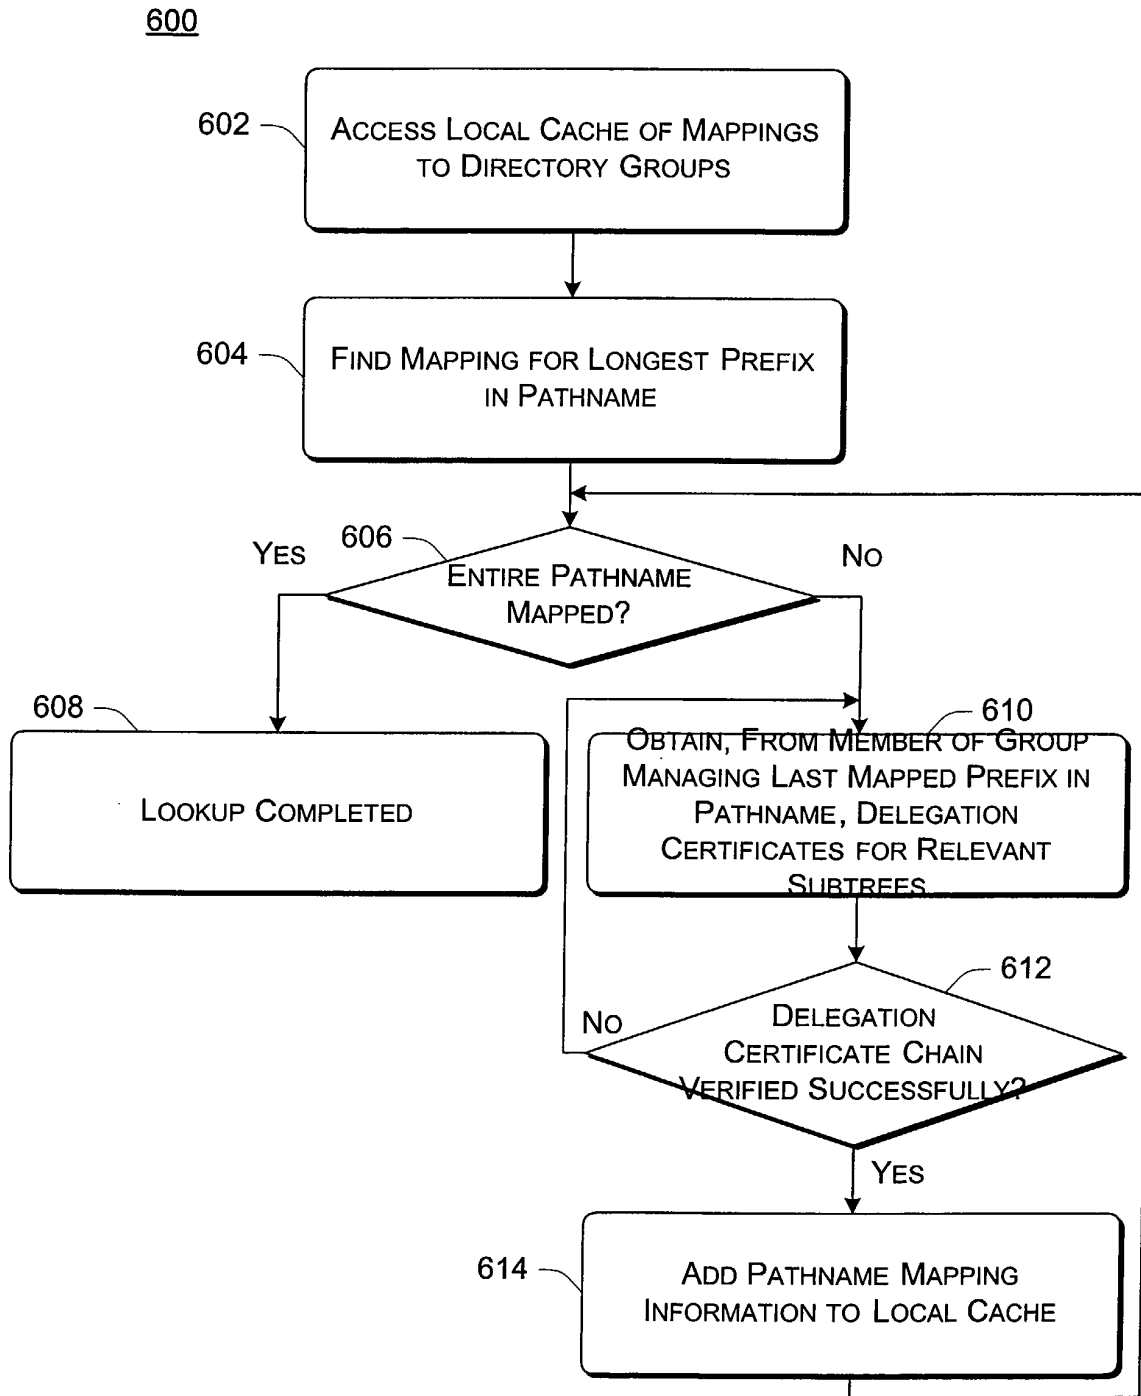 600
602
ACCESS LOCAL CACHE OF MAPPINGS
TO DIRECTORY GROUPS
604
FIND MAPPING FOR LONGEST PREFIX
IN PATHNAME
606
YES
NO
ENTIRE PATHNAME
MAPPED?
608
LOOKUP COMPLETED
610
OBTAIN, FROM MEMBER OF GROUP
MANAGING LAST MAPPED PREFIX IN
PATHNAME, DELEGATION
CERTIFICATES FOR RELEVANT
SUBTREES
612
NO
DELEGATION
CERTIFICATE CHAIN
VERIFIED SUCCESSFULLY?
YES
614
ADD PATHNAME MAPPING
INFORMATION TO LOCAL CACHE